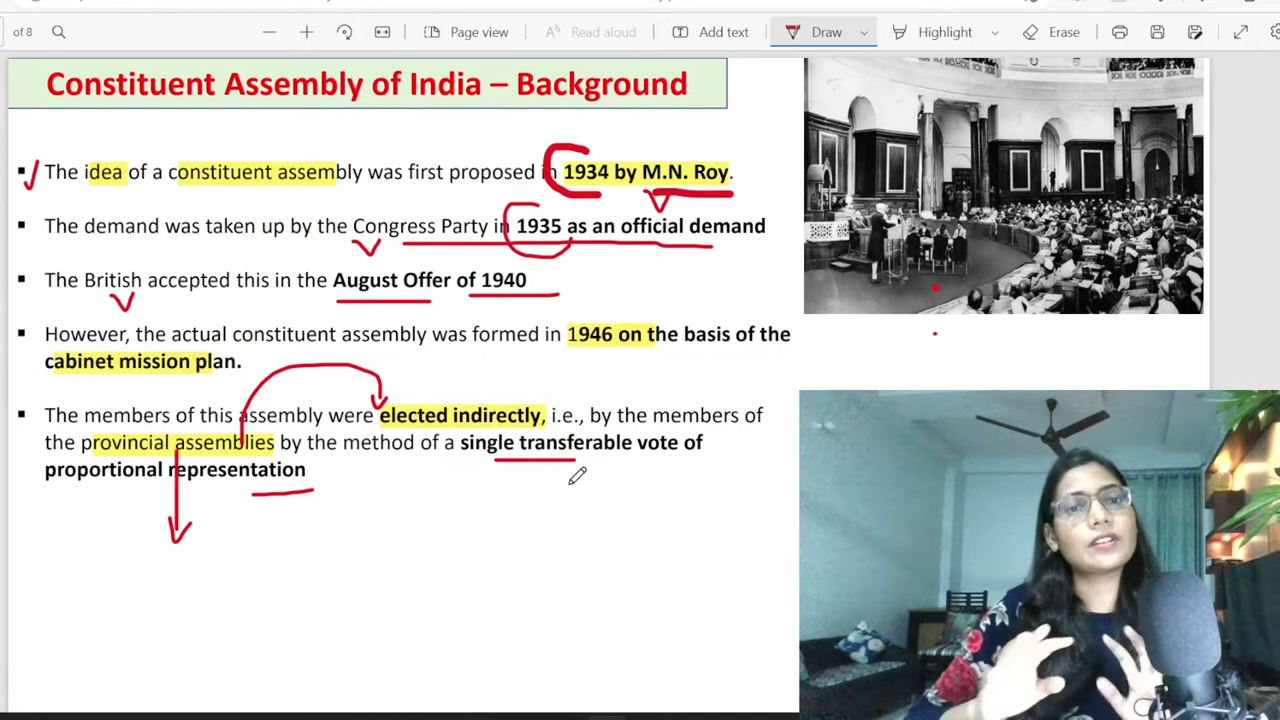 of 8
Page view
Read aloud
Add text
Draw
Highlight
Erase
Constituent Assembly of India – Background
▪ The idea of a constituent assembly was first proposed in 1934 by M.N. Roy.
▪ The demand was taken up by the Congress Party in 1935 as an official demand
▪ The British accepted this in the August Offer of 1940
▪ However, the actual constituent assembly was formed in 1946 on the basis of the
cabinet mission plan.
▪ The members of this assembly were elected indirectly, i.e., by the members of
the provincial assemblies by the method of a single transferable vote of
proportional representation